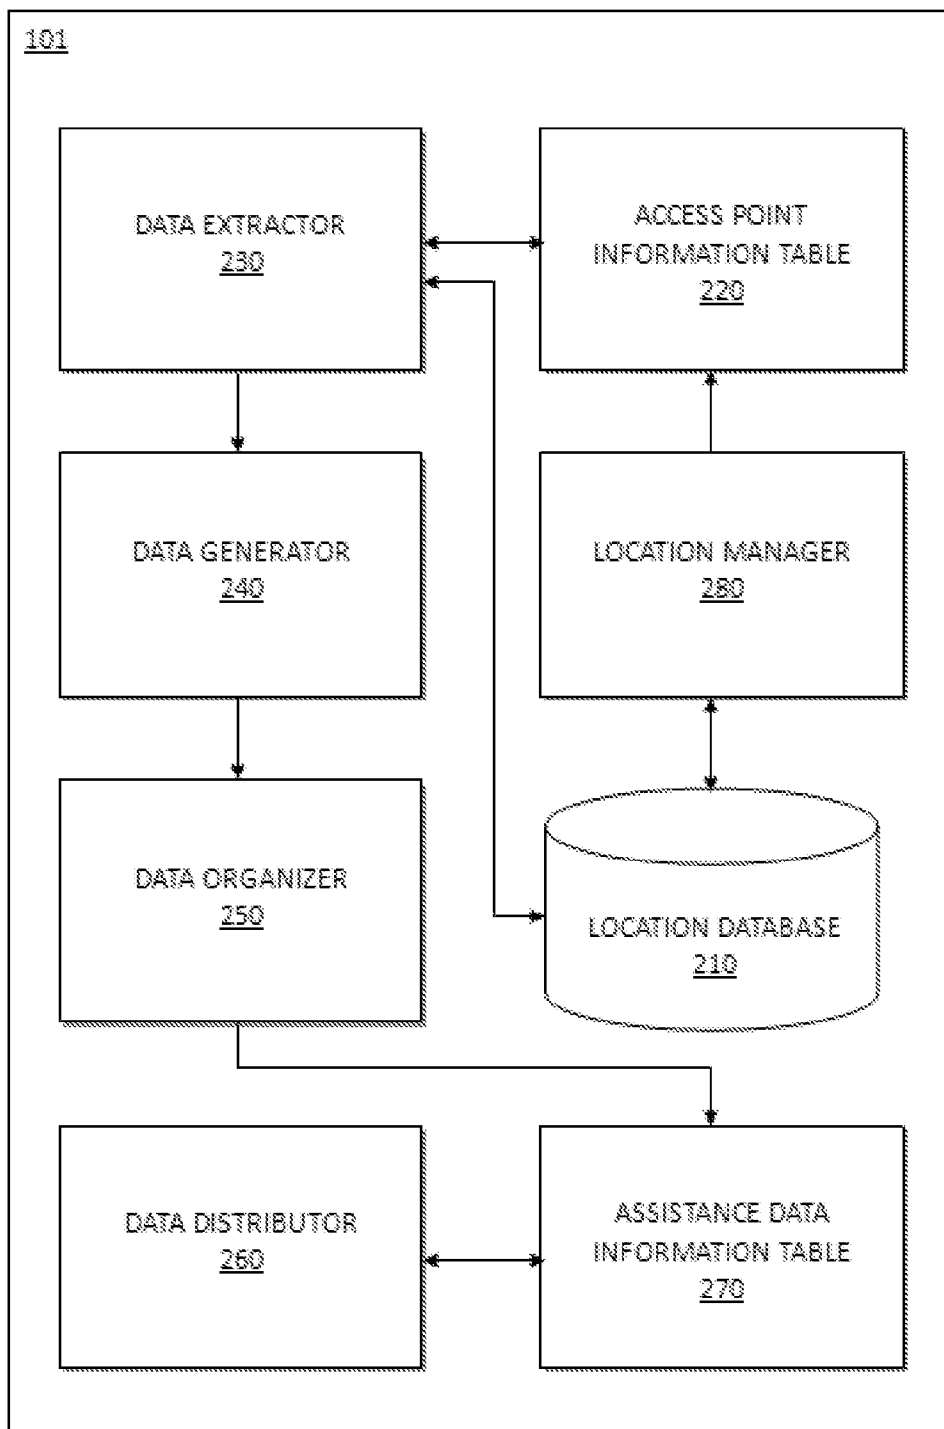 101
DATA EXTRACTOR
230
ACCESS POINT
INFORMATION TABLE
220
DATA GENERATOR
240
LOCATION MANAGER
280
DATA ORGANIZER
250
LOCATION DATABASE
210
DATA DISTRIBUTOR
260
ASSISTANCE DATA
INFORMATION TABLE
270